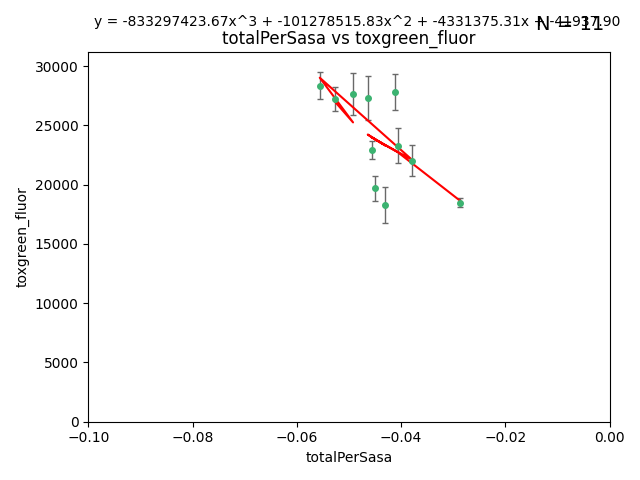 y = -833297423.67x^3 + -101278515.83x^2 + -4331375.31x + -41937.90
N = 11
totalPerSasa vs toxgreen_fluor
30000
25000
20000
15000
10000
5000
0
toxgreen_fluor
−0.10 −0.08 −0.06 −0.04 −0.02 0.00
totalPerSasa